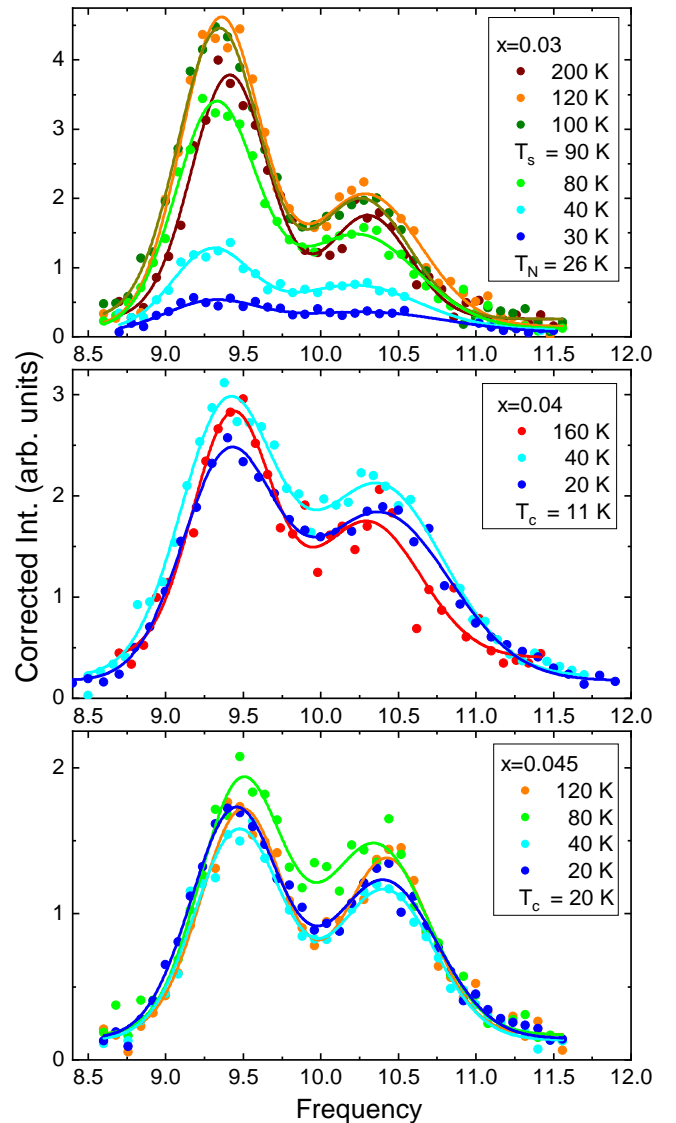 Corrected Int. (arb. units)
4
3
2
1
0
x=0.03
200 K
120 K
100 K
T_s = 90 K
80 K
40 K
30 K
T_N = 26 K
8.5 9.0 9.5 10.0 10.5 11.0 11.5 12.0
3
2
1
0
x=0.04
160 K
40 K
20 K
T_c = 11 K
8.5 9.0 9.5 10.0 10.5 11.0 11.5 12.0
2
1
0
x=0.045
120 K
80 K
40 K
20 K
T_c = 20 K
8.5 9.0 9.5 10.0 10.5 11.0 11.5 12.0
Frequency